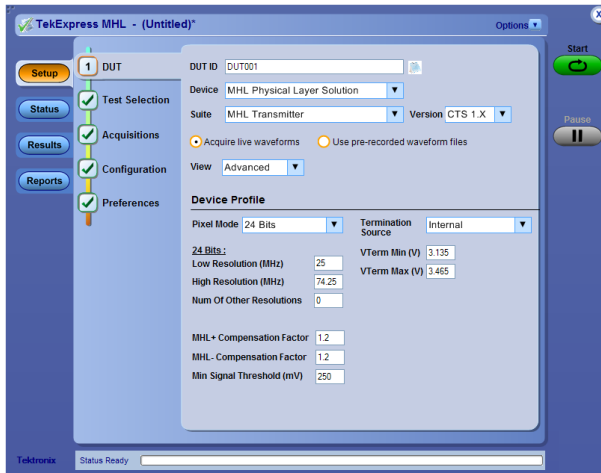 TekExpress MHL - (Untitled)*
Options
Start
Pause
Setup
Status
Results
Reports
1 DUT
Test Selection
Acquisitions
Configuration
Preferences
DUT ID DUT001
Device MHL Physical Layer Solution
Suite MHL Transmitter Version CTS 1.X
Acquire live waveforms Use pre-recorded waveform files
View Advanced
Device Profile
Pixel Mode 24 Bits
Termination Source Internal
24 Bits :
Low Resolution (MHz) 25
High Resolution (MHz) 74.25
Num Of Other Resolutions 0
VTerm Min (V) 3.135
VTerm Max (V) 3.465
MHL+ Compensation Factor 1.2
MHL- Compensation Factor 1.2
Min Signal Threshold (mV) 250
Tektronix
Status Ready